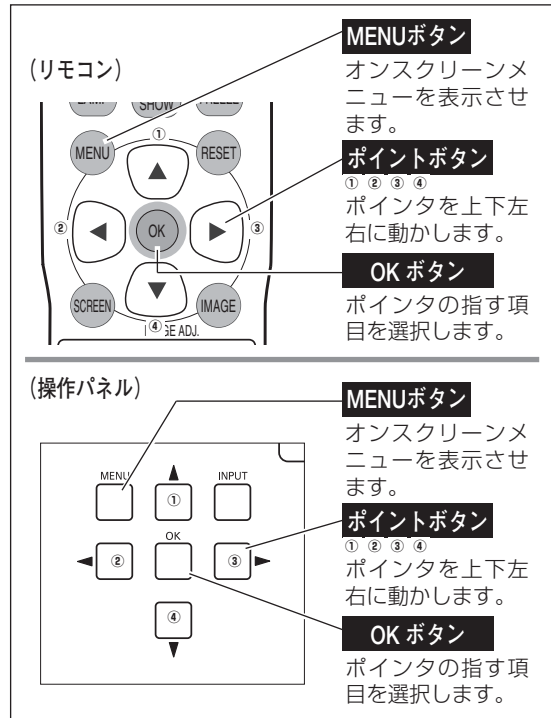 (リモコン)
SHOW
①
MENU
RESET
②
OK
③
SCREEN
IMAGE
④
ADJ.
MENUボタン
オンスクリーンメ
ニューを表示させ
ます。
ポイントボタン
① ② ③ ④
ポインタを上下左
右に動かします。
OK ボタン
ポインタの指す項
目を選択します。
(操作パネル)
MENU
INPUT
①
OK
②
③
④
MENUボタン
オンスクリーンメ
ニューを表示させ
ます。
ポイントボタン
① ② ③ ④
ポインタを上下左
右に動かします。
OK ボタン
ポインタの指す項
目を選択します。